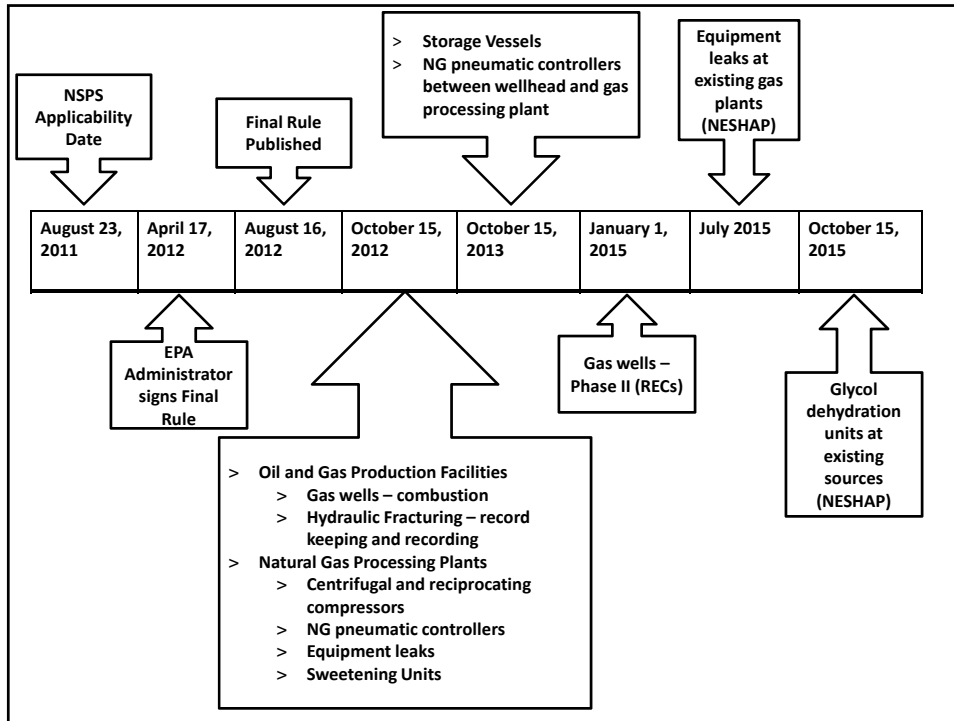 NSPS
Applicability
Date
Final Rule
Published
> Storage Vessels
> NG pneumatic controllers
between wellhead and gas
processing plant
Equipment
leaks at
existing gas
plants
(NESHAP)
August 23,
2011
April 17,
2012
August 16,
2012
October 15,
2012
October 15,
2013
January 1,
2015
July 2015
October 15,
2015
EPA
Administrator
signs Final
Rule
> Oil and Gas Production Facilities
> Gas wells – combustion
> Hydraulic Fracturing – record
keeping and recording
> Natural Gas Processing Plants
> Centrifugal and reciprocating
compressors
> NG pneumatic controllers
> Equipment leaks
> Sweetening Units
Gas wells –
Phase II (RECs)
Glycol
dehydration
units at
existing
sources
(NESHAP)